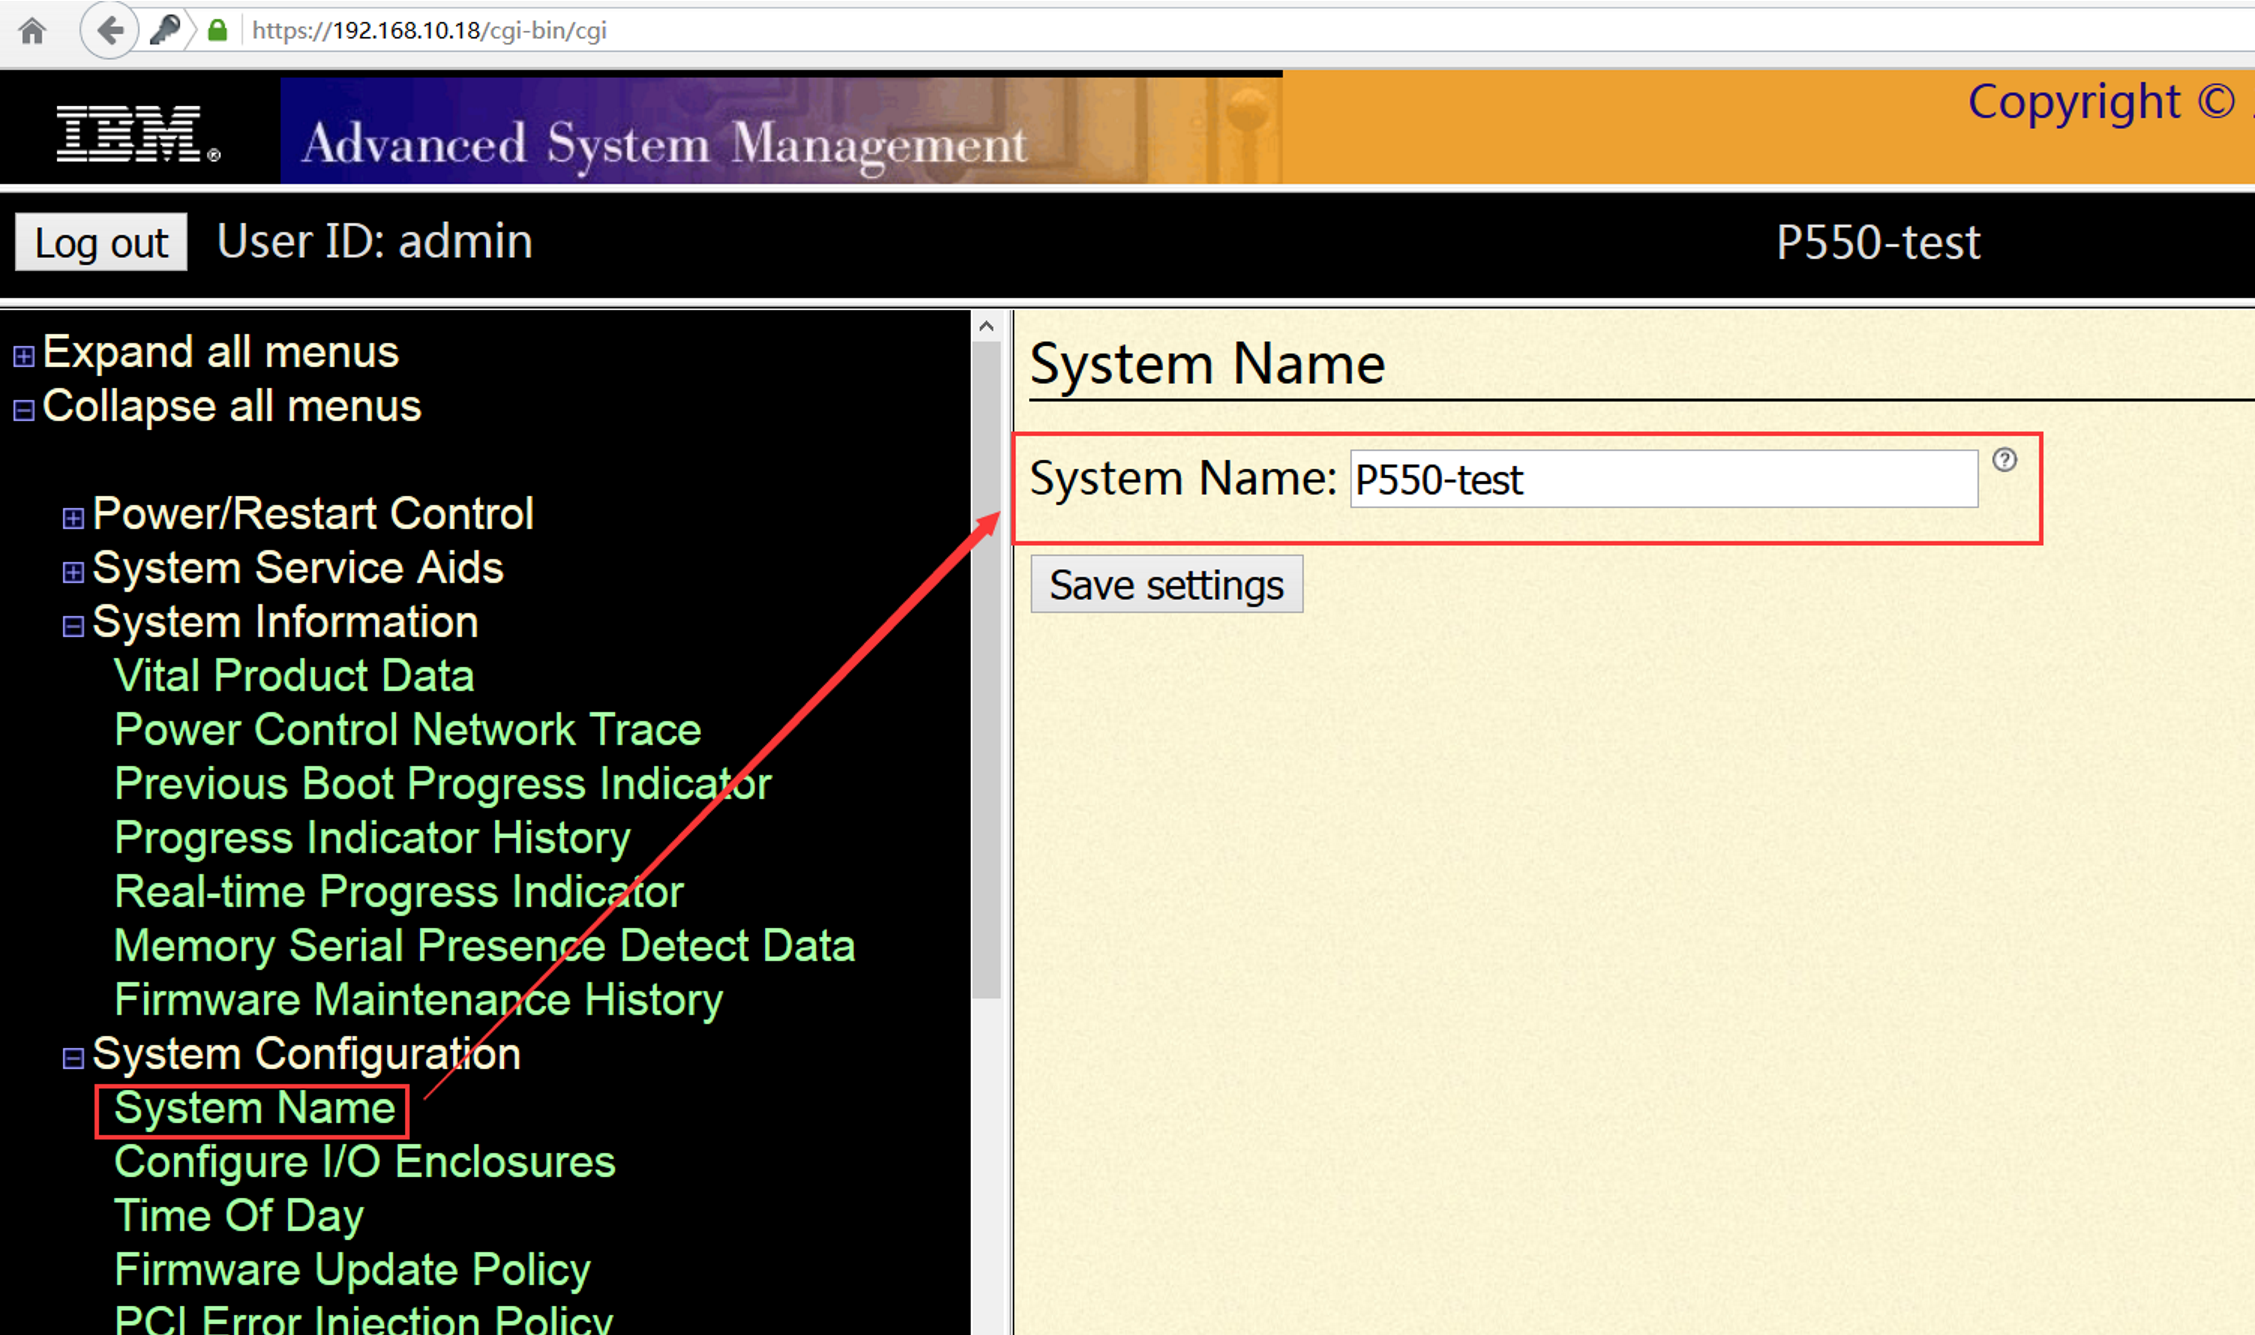 https://192.168.10.18/cgi-bin/cgi
IBM®
Advanced System Management
Copyright ©
Log out
User ID: admin
P550-test
Expand all menus
Collapse all menus
Power/Restart Control
System Service Aids
System Information
Vital Product Data
Power Control Network Trace
Previous Boot Progress Indicator
Progress Indicator History
Real-time Progress Indicator
Memory Serial Presence Detect Data
Firmware Maintenance History
System Configuration
System Name
Configure I/O Enclosures
Time Of Day
Firmware Update Policy
PCI Error Injection Policy
System Name
System Name: P550-test
Save settings